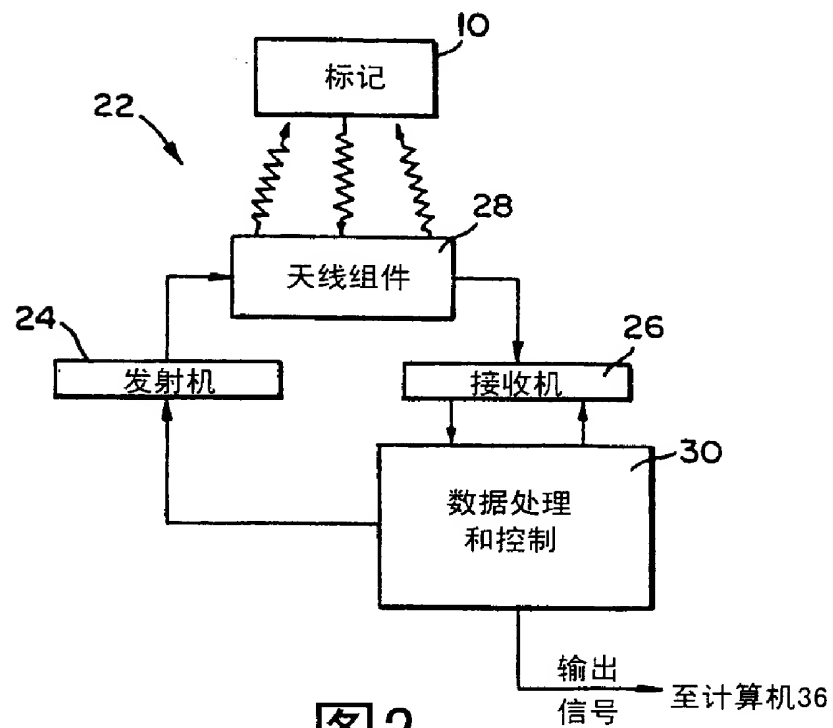 10
标记
22
28
天线组件
24
发射机
26
接收机
30
数据处理
和控制
输出
信号
至计算机36
图2